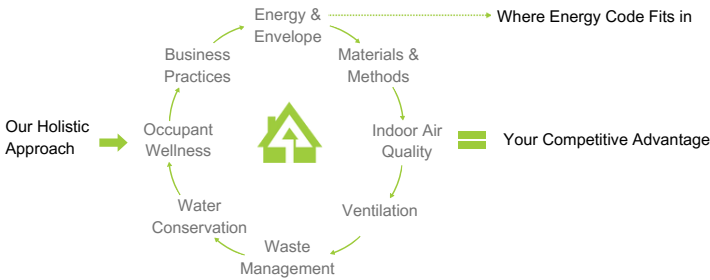 Energy &
Envelope
Where Energy Code Fits in
Business
Practices
Materials &
Methods
Our Holistic
Approach
Occupant
Wellness
Indoor Air
Quality
Your Competitive Advantage
Water
Conservation
Ventilation
Waste
Management